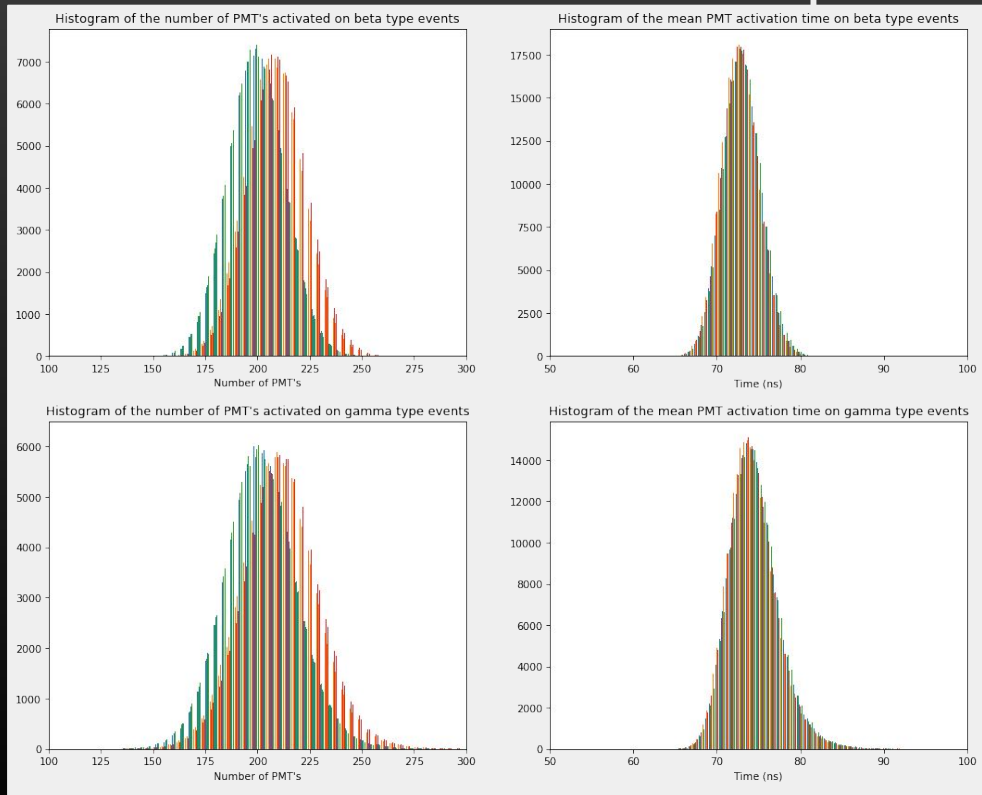 Histogram of the number of PMT's activated on beta type events
7000
6000
5000
4000
3000
2000
1000
0
100 125 150 175 200 225 250 275 300
Number of PMT's
Histogram of the mean PMT activation time on beta type events
17500
15000
12500
10000
7500
5000
2500
0
50 60 70 80 90 100
Time (ns)
Histogram of the number of PMT's activated on gamma type events
6000
5000
4000
3000
2000
1000
0
100 125 150 175 200 225 250 275 300
Number of PMT's
Histogram of the mean PMT activation time on gamma type events
14000
12000
10000
8000
6000
4000
2000
0
50 60 70 80 90 100
Time (ns)